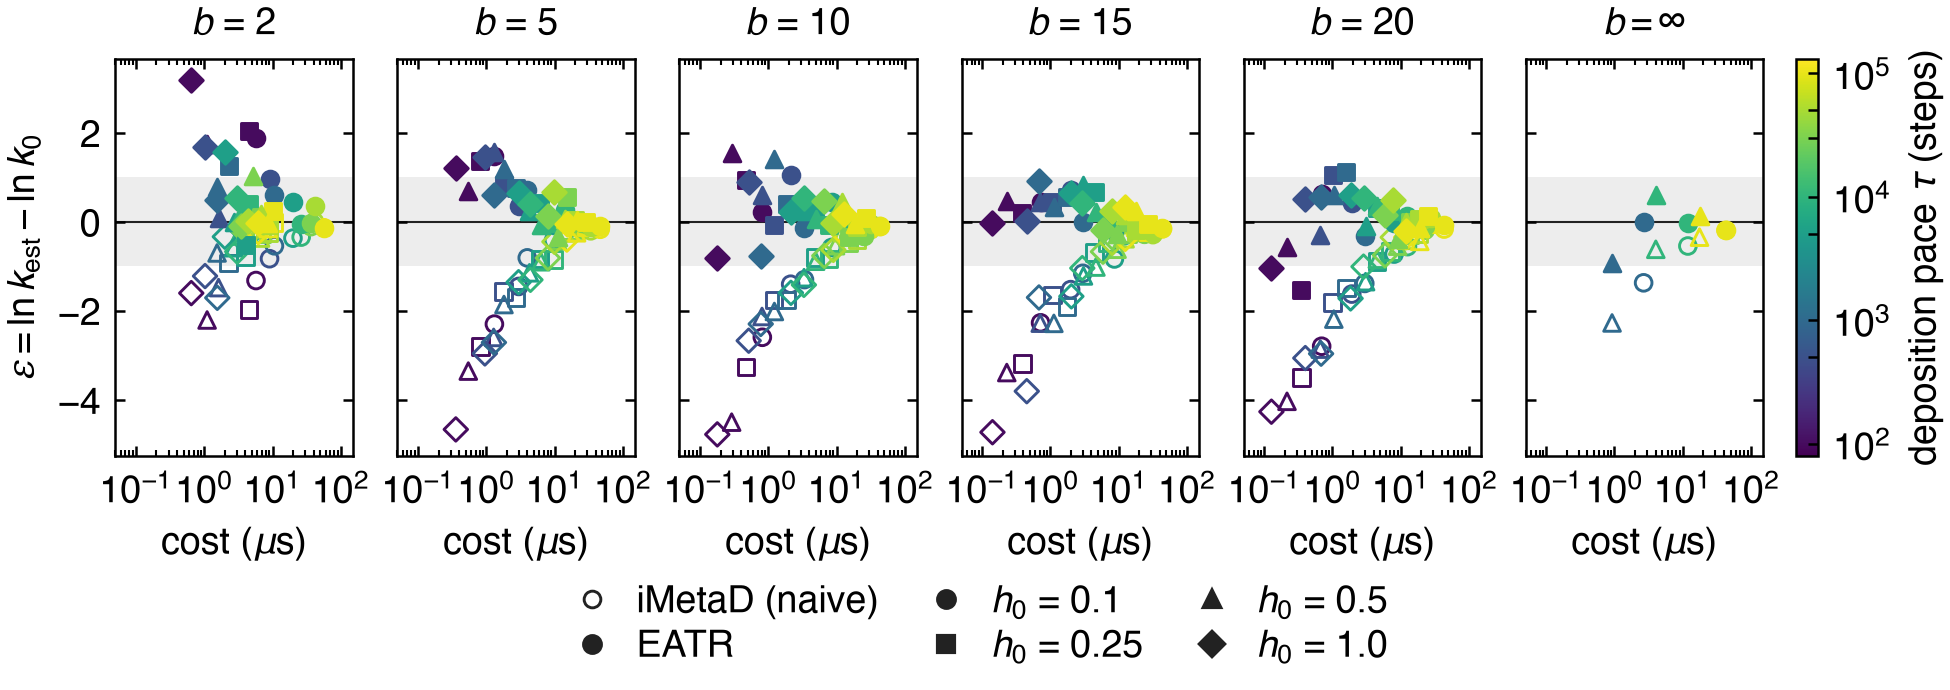 b = 2 b = 5 b = 10 b = 15 b = 20 b = ∞
ε = ln k_est − ln k_0
2
0
−2
−4
10^−1 10^0 10^1 10^2 10^−1 10^0 10^1 10^2 10^−1 10^0 10^1 10^2 10^−1 10^0 10^1 10^2 10^−1 10^0 10^1 10^2 10^−1 10^0 10^1 10^2
cost (μs) cost (μs) cost (μs) cost (μs) cost (μs) cost (μs)
10^5
10^4
10^3
10^2
deposition pace τ (steps)
iMetaD (naive) h_0 = 0.1 h_0 = 0.5
EATR h_0 = 0.25 h_0 = 1.0